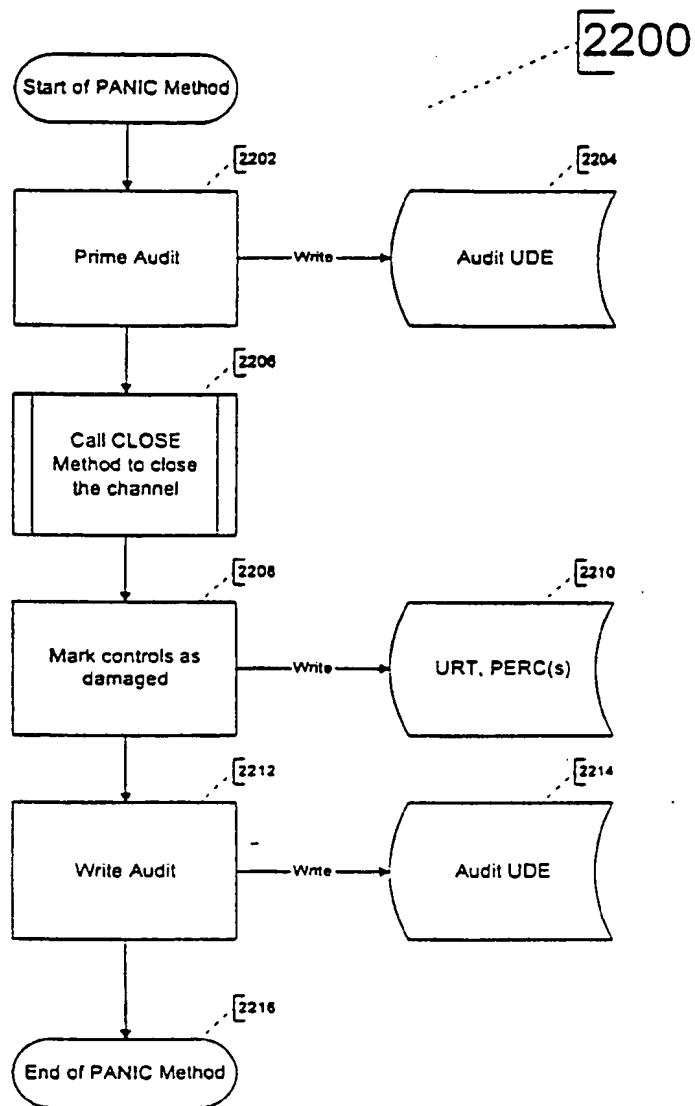 2200
Start of PANIC Method
2202
2204
Prime Audit
Write
Audit UDE
2206
Call CLOSE
Method to close
the channel
2208
2210
Mark controls as
damaged
Write
URT, PERC(s)
2212
2214
Write Audit
Write
Audit UDE
2216
End of PANIC Method